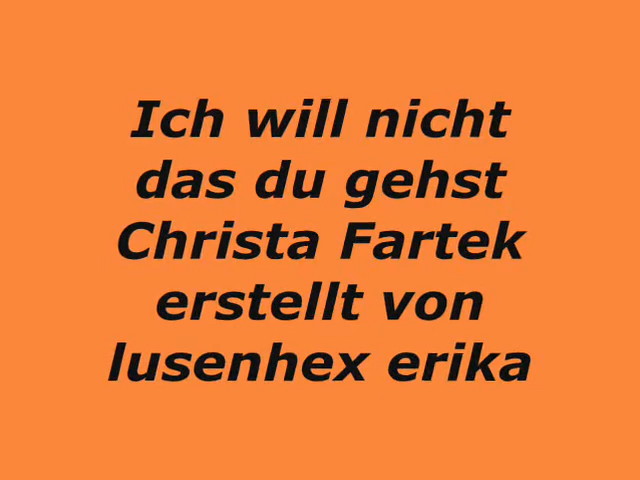 Ich will nicht
das du gehst
Christa Fartek
erstellt von
lusenhex erika